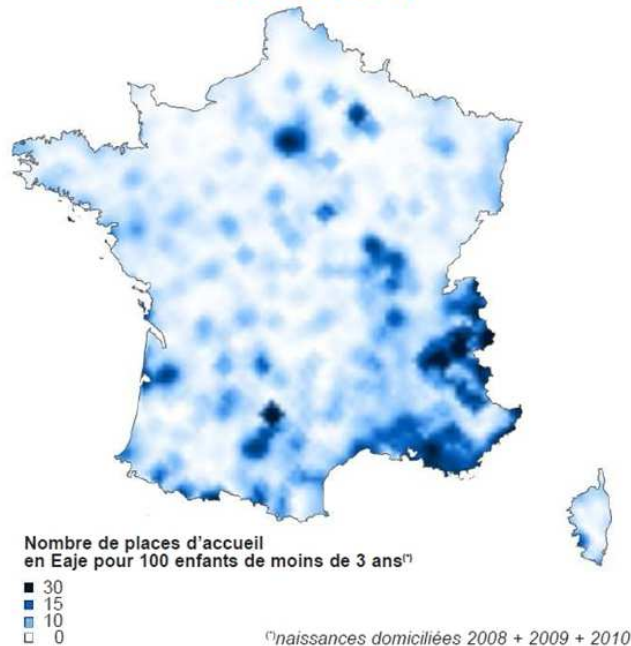 Nombre de places d’accueil
en Eaje pour 100 enfants de moins de 3 ans(*)
30
15
10
0
(*)naissances domiciliées 2008 + 2009 + 2010